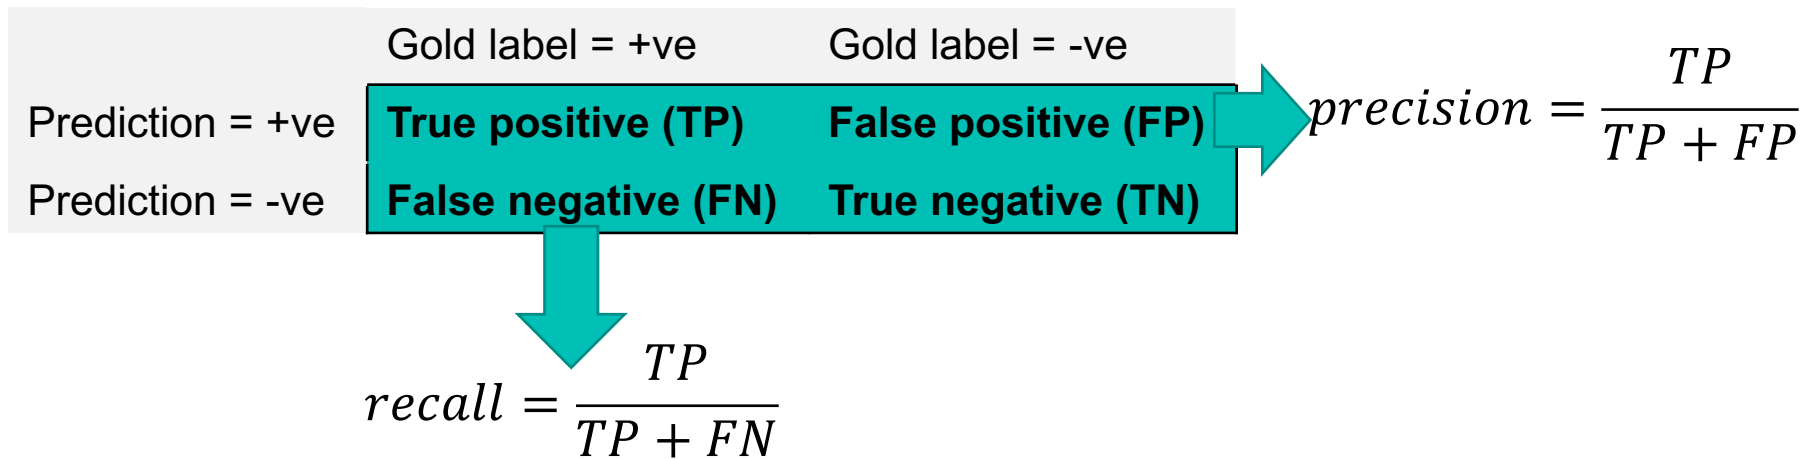 Gold label = +ve Gold label = -ve
Prediction = +ve True positive (TP) False positive (FP)
Prediction = -ve False negative (FN) True negative (TN)
precision = TP / TP + FP
recall = TP / TP + FN